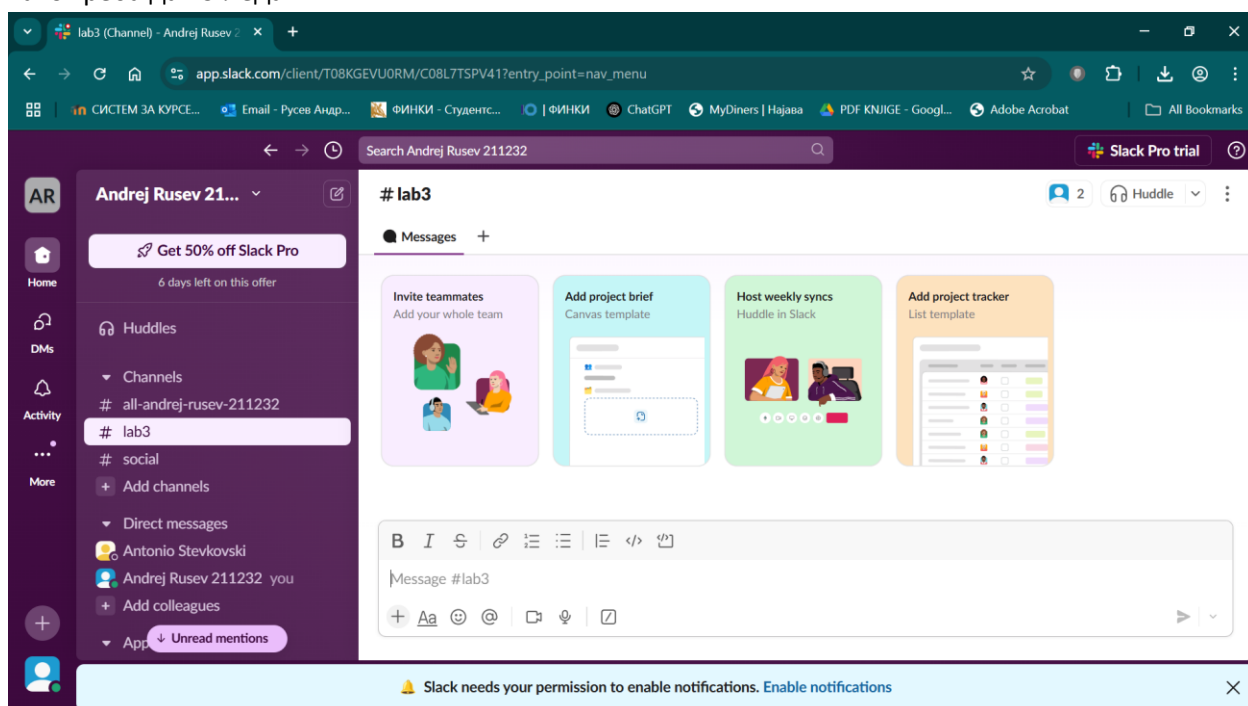 lab3 (Channel) - Andrej Rusev 2
app.slack.com/client/T08KGEVU0RM/C08L7TSPV41?entry_point=nav_menu
СИСТЕМ ЗА КУРСЕ...
Email - Русев Андр...
ФИНКИ - Студентс...
| ФИНКИ
ChatGPT
MyDiners | Најава
PDF KNJIGE - Googl...
Adobe Acrobat
All Bookmarks
Search Andrej Rusev 211232
Slack Pro trial
AR
Home
DMs
Activity
More
Andrej Rusev 21...
Get 50% off Slack Pro
6 days left on this offer
Huddles
Channels
# all-andrej-rusev-211232
# lab3
# social
+ Add channels
Direct messages
Antonio Stevkovski
Andrej Rusev 211232 you
+ Add colleagues
App
↓ Unread mentions
# lab3
2
Huddle
Messages +
Invite teammates
Add your whole team
Add project brief
Canvas template
Host weekly syncs
Huddle in Slack
Add project tracker
List template
Message #lab3
Aa
Slack needs your permission to enable notifications. Enable notifications